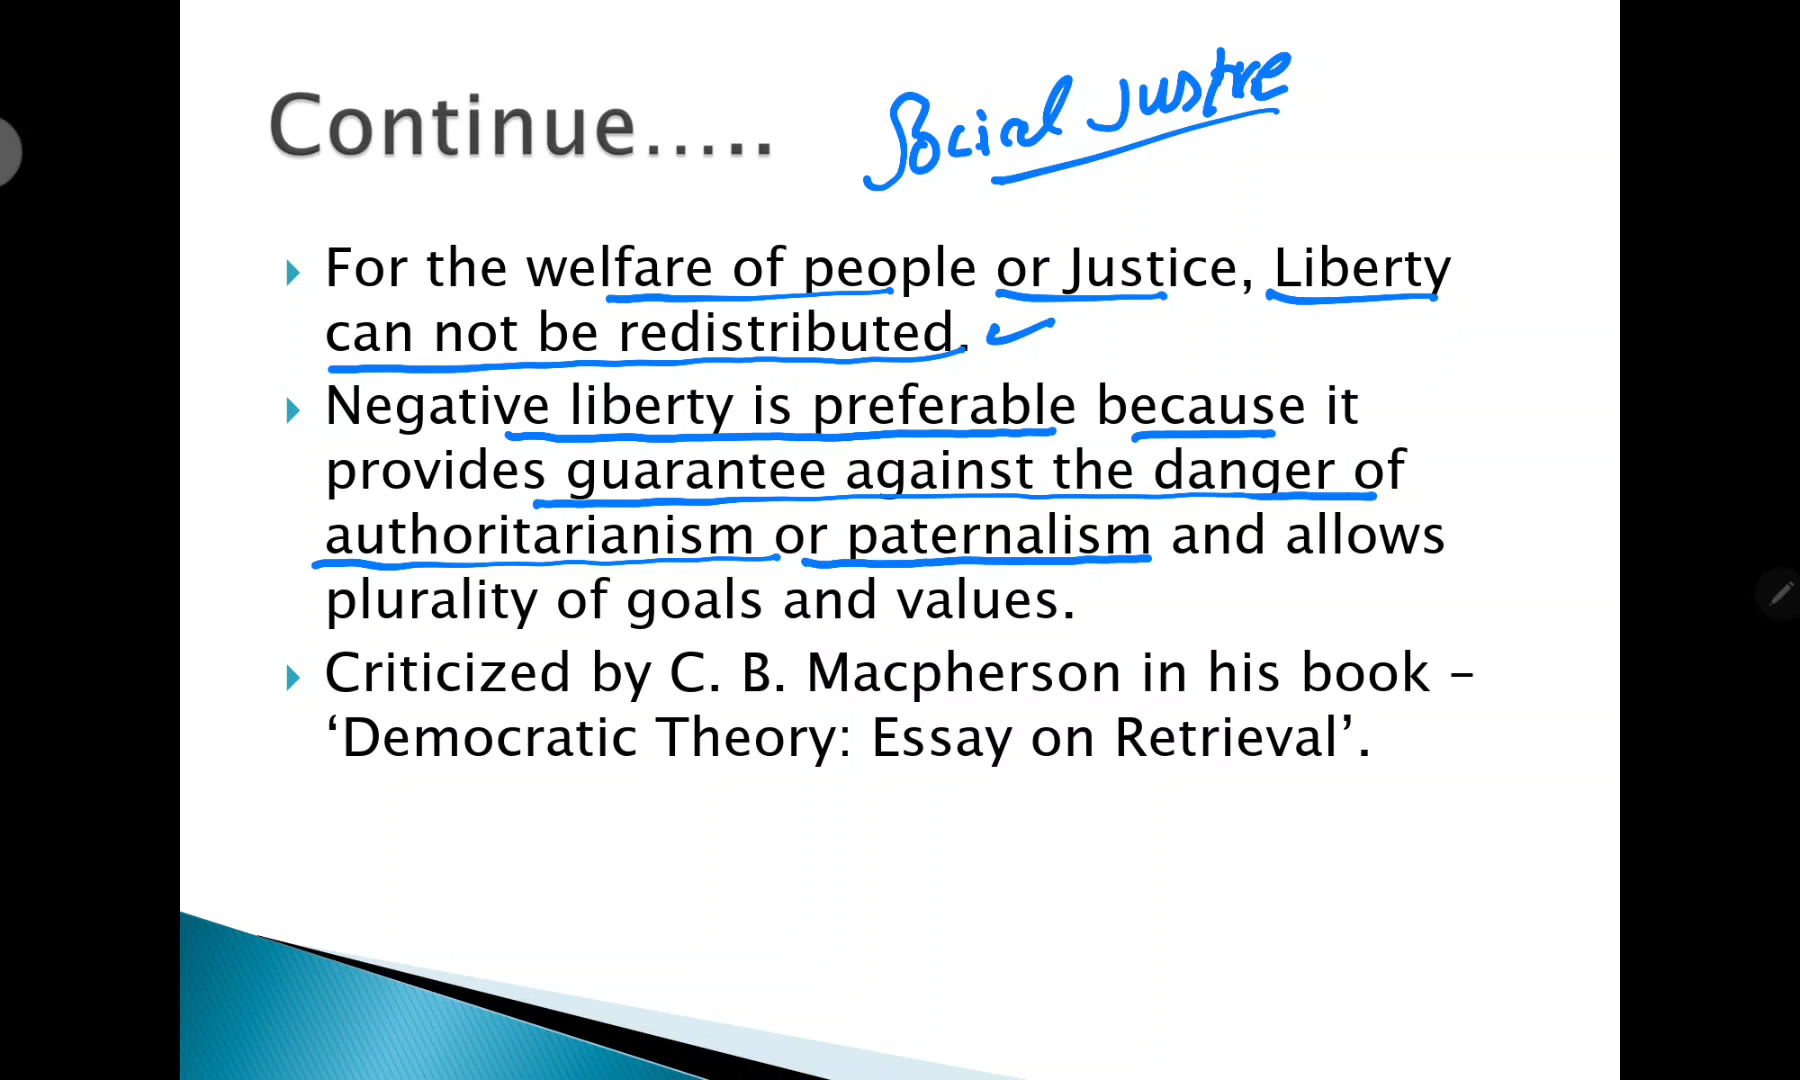 Continue.....
Social Justice
For the welfare of people or Justice, Liberty
can not be redistributed.
Negative liberty is preferable because it
provides guarantee against the danger of
authoritarianism or paternalism and allows
plurality of goals and values.
Criticized by C. B. Macpherson in his book –
‘Democratic Theory: Essay on Retrieval’.